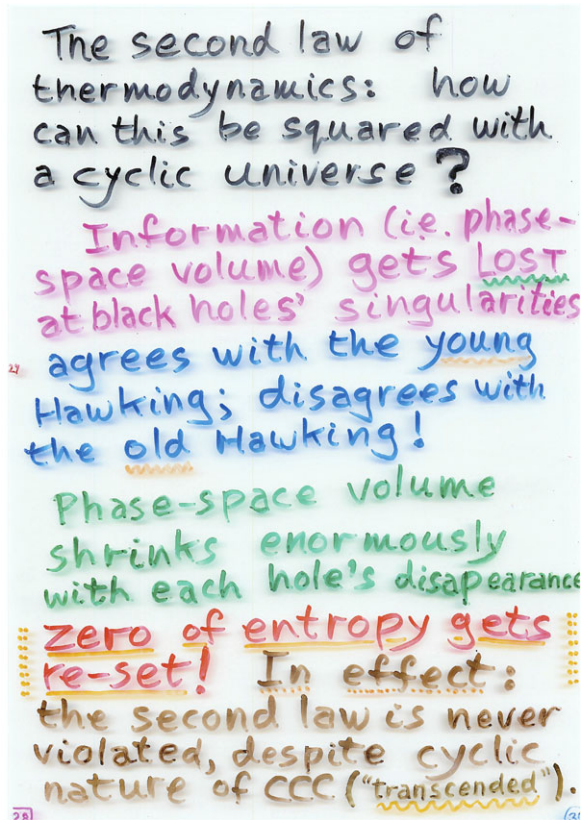 The second law of
thermodynamics: how
can this be squared with
a cyclic universe?
Information (i.e. phase-
space volume) gets LOST
at black holes' singularities
agrees with the young
29
Hawking; disagrees with
the old Hawking!
Phase-space volume
shrinks enormously
with each hole's disapearance
zero of entropy gets
re-set! In effect:
the second law is never
violated, despite cyclic
nature of CCC ("transcended").